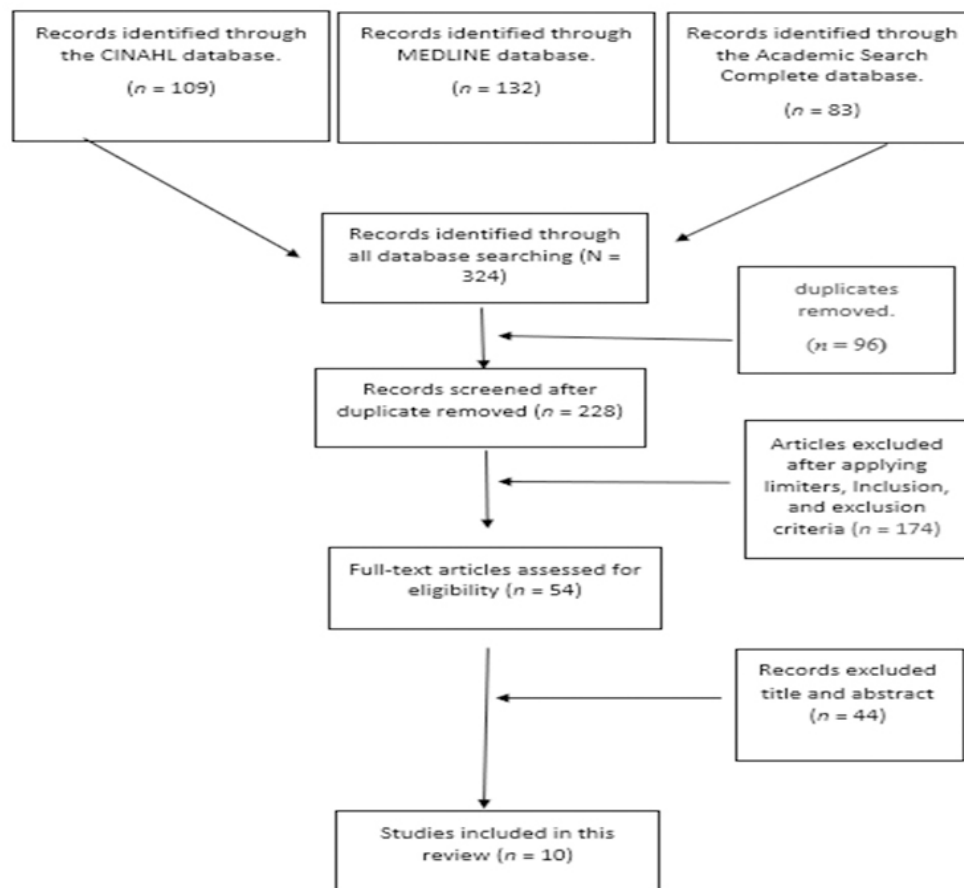 Records identified through
the CINAHL database.
(n = 109)
Records identified through
MEDLINE database.
(n = 132)
Records identified through
the Academic Search
Complete database.
(n = 83)
Records identified through
all database searching (N =
324)
duplicates
removed.
(n = 96)
Records screened after
duplicate removed (n = 228)
Articles excluded
after applying
limiters, Inclusion,
and exclusion
criteria (n = 174)
Full-text articles assessed for
eligibility (n = 54)
Records excluded
title and abstract
(n = 44)
Studies included in this
review (n = 10)